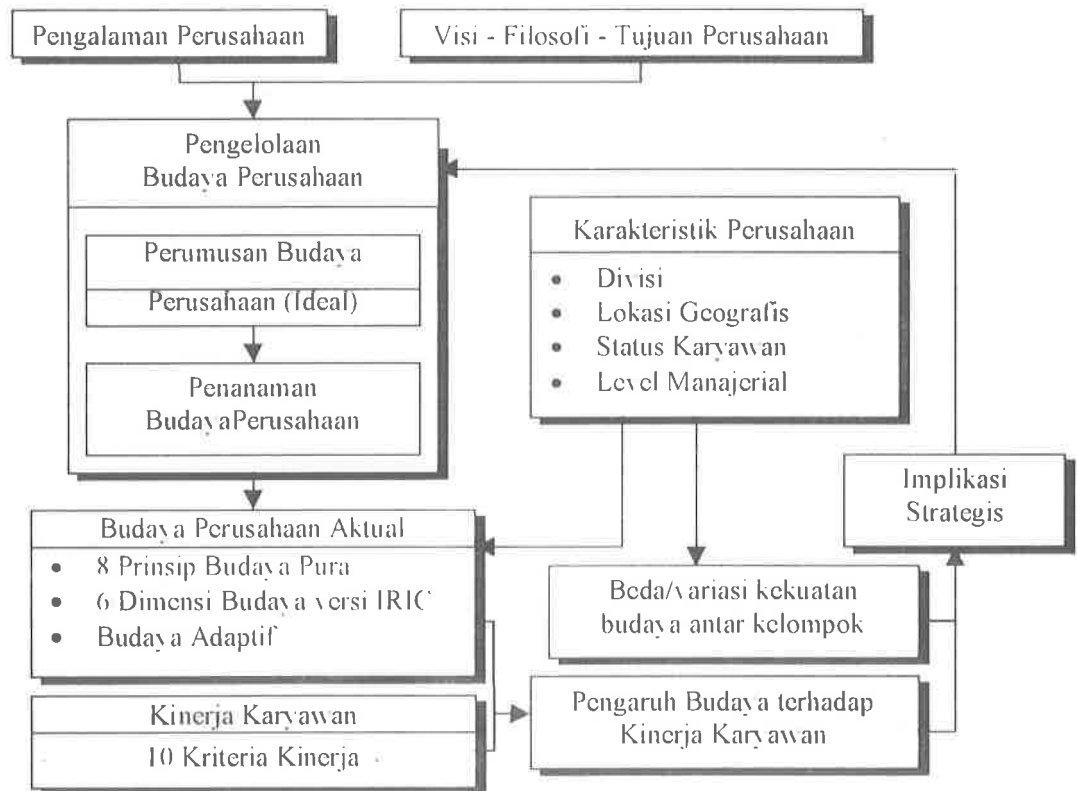 Pengalaman Perusahaan
Visi - Filosofi - Tujuan Perusahaan
Pengelolaan
Budaya Perusahaan
Perumusan Budaya
Perusahaan (Ideal)
Penanaman
BudayaPerusahaan
Karakteristik Perusahaan
• Divisi
• Lokasi Geografis
• Status Karyawan
• Level Manajerial
Implikasi
Strategis
Budaya Perusahaan Aktual
• 8 Prinsip Budaya Pura
• 6 Dimensi Budaya versi IRIC
• Budaya Adaptif
Beda/variasi kekuatan
budaya antar kelompok
Kinerja Karyawan
10 Kriteria Kinerja
Pengaruh Budaya terhadap
Kinerja Karyawan